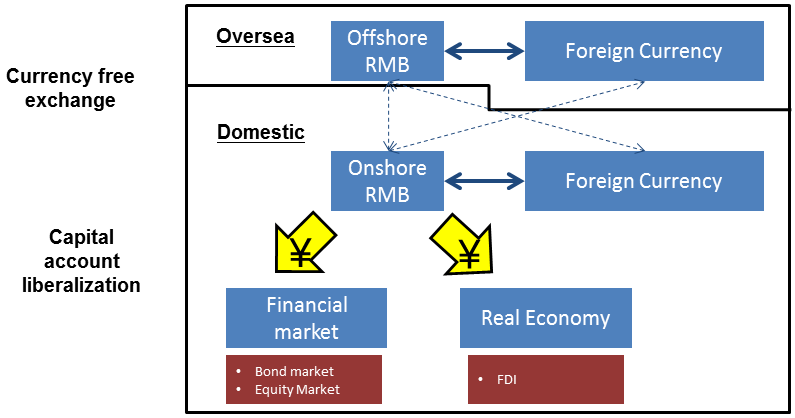 Oversea
Offshore
RMB
Foreign Currency
Currency free
exchange
Domestic
Onshore
RMB
Foreign Currency
¥
¥
Capital
account
liberalization
Financial
market
Real Economy
• Bond market
• Equity Market
• FDI